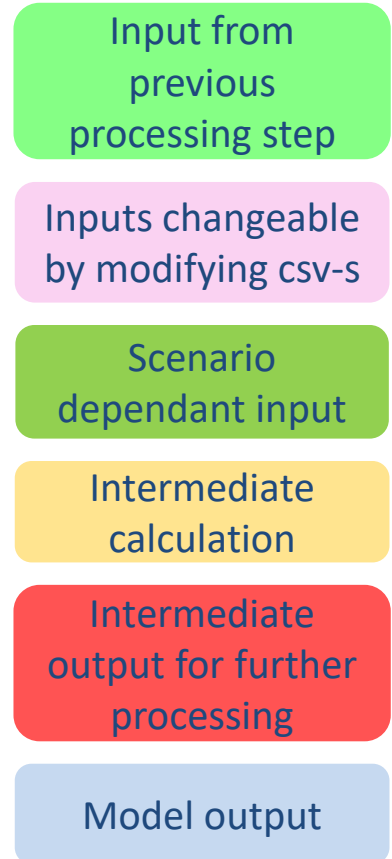 Input from
previous
processing step
Inputs changeable
by modifying csv-s
Scenario
dependant input
Intermediate
calculation
Intermediate
output for further
processing
Model output